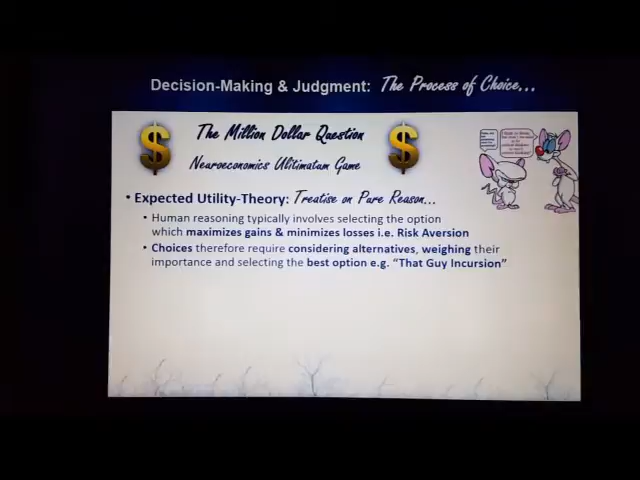 Decision-Making & Judgment: The Process of Choice...
$ The Million Dollar Question $
Neuroeconomics Ulitimatum Game
• Expected Utility-Theory: Treatise on Pure Reason...
• Human reasoning typically involves selecting the option
which maximizes gains & minimizes losses i.e. Risk Aversion
• Choices therefore require considering alternatives, weighing their
importance and selecting the best option e.g. "That Guy Incursion"